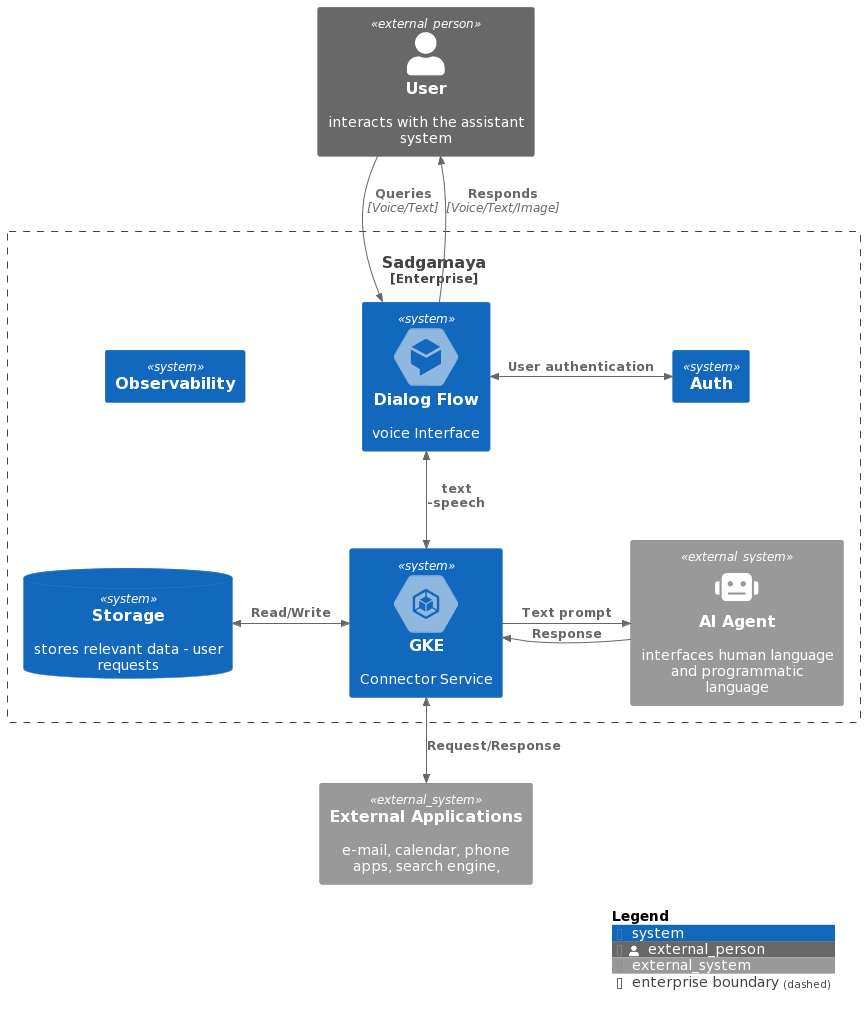 «external_person»
User
interacts with the assistant
system
Queries
[Voice/Text]
Responds
[Voice/Text/Image]
Sadgamaya
[Enterprise]
«system»
Observability
«system»
Dialog Flow
voice Interface
User authentication
«system»
Auth
text
-speech
«system»
Storage
stores relevant data - user
requests
Read/Write
«system»
GKE
Connector Service
Text prompt
Response
«external_system»
AI Agent
interfaces human language
and programmatic
language
Request/Response
«external_system»
External Applications
e-mail, calendar, phone
apps, search engine,
Legend
system
external_person
external_system
enterprise boundary (dashed)